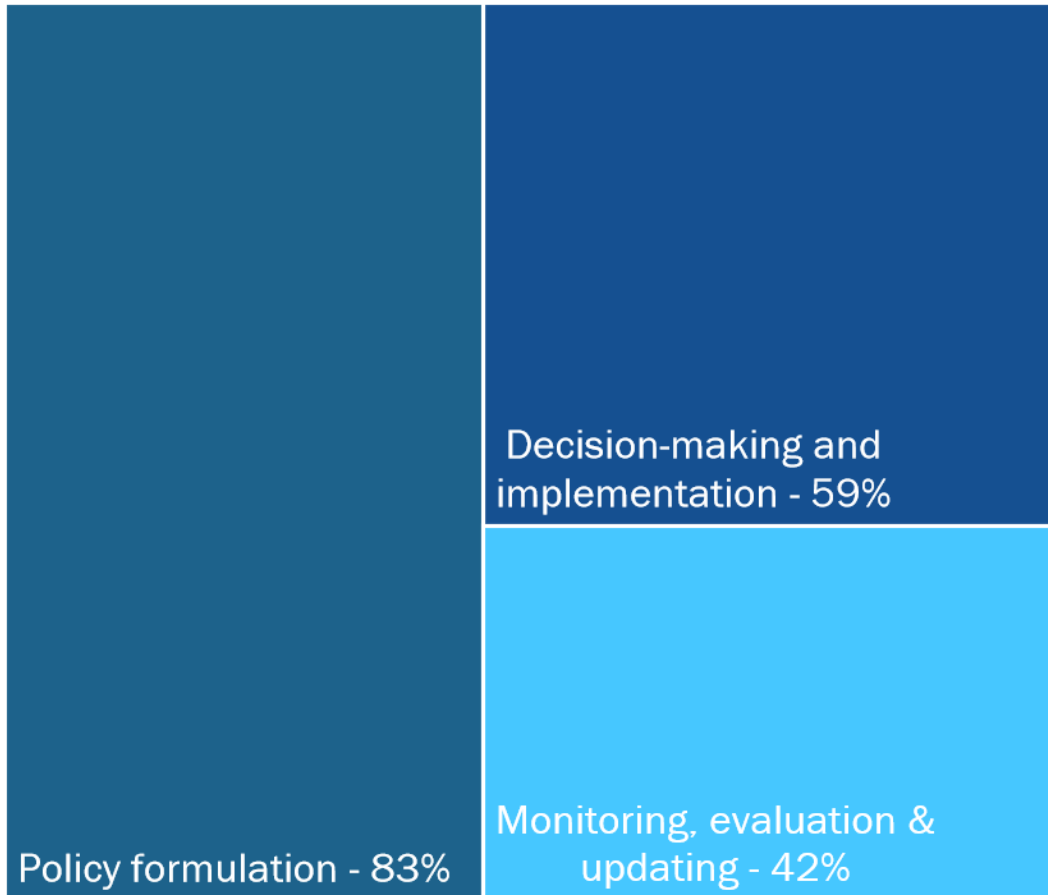 Policy formulation - 83%
Decision-making and
implementation - 59%
Monitoring, evaluation &
updating - 42%